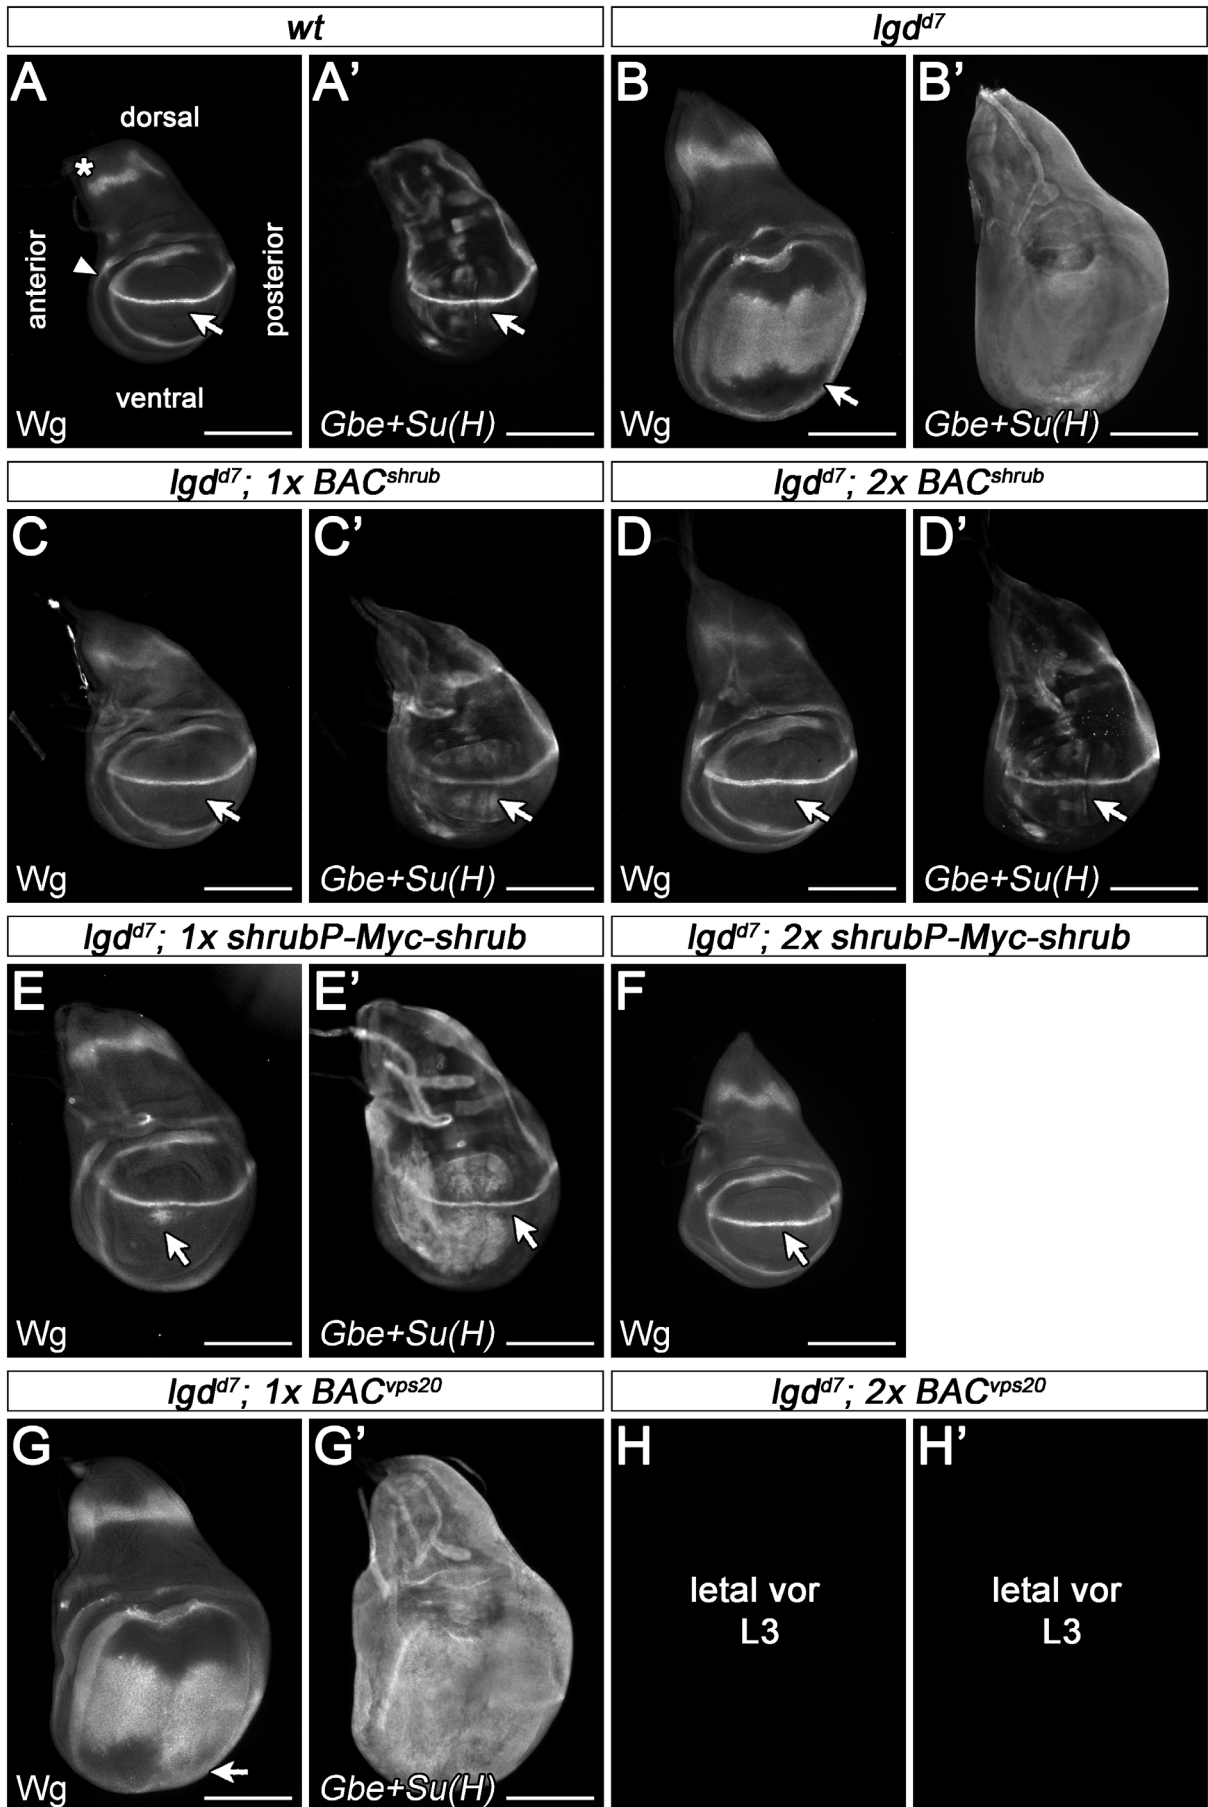 wt
lgd^d7
A
A'
B
B'
*
dorsal
anterior
posterior
ventral
Wg
Gbe+Su(H)
Wg
Gbe+Su(H)
lgd^d7; 1x BAC^shrub
lgd^d7; 2x BAC^shrub
C
C'
D
D'
Wg
Gbe+Su(H)
Wg
Gbe+Su(H)
lgd^d7; 1x shrubP-Myc-shrub
lgd^d7; 2x shrubP-Myc-shrub
E
E'
F
Wg
Gbe+Su(H)
Wg
lgd^d7; 1x BAC^vps20
lgd^d7; 2x BAC^vps20
G
G'
H
H'
letal vor
L3
letal vor
L3
Wg
Gbe+Su(H)